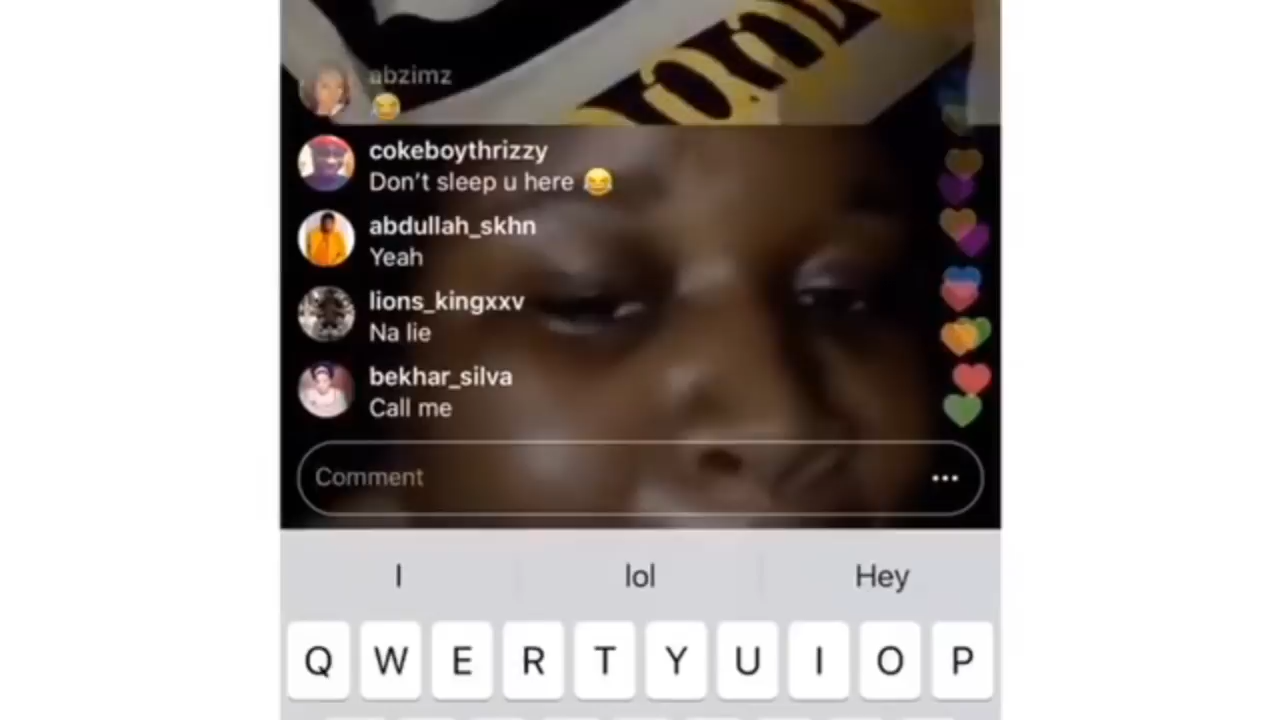 abzimz
😂
cokeboythrizzy
Don't sleep u here 😂
abdullah_skhn
Yeah
lions_kingxxv
Na lie
bekhar_silva
Call me
Comment
I lol Hey
Q W E R T Y U I O P